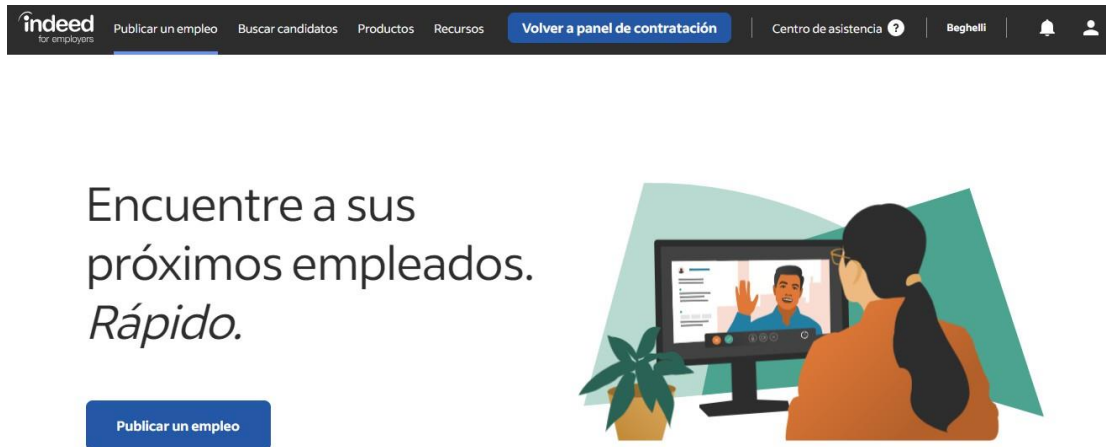 indeed
for employers
Publicar un empleo
Buscar candidatos
Productos
Recursos
Volver a panel de contratación
Centro de asistencia ?
Beghelli
Encuentre a sus
próximos empleados.
Rápido.
Publicar un empleo